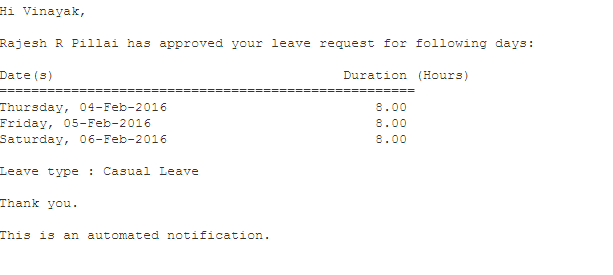 Hi Vinayak,
Rajesh R Pillai has approved your leave request for following days:
Date(s) Duration (Hours)
====================================================
Thursday, 04-Feb-2016 8.00
Friday, 05-Feb-2016 8.00
Saturday, 06-Feb-2016 8.00
Leave type : Casual Leave
Thank you.
This is an automated notification.